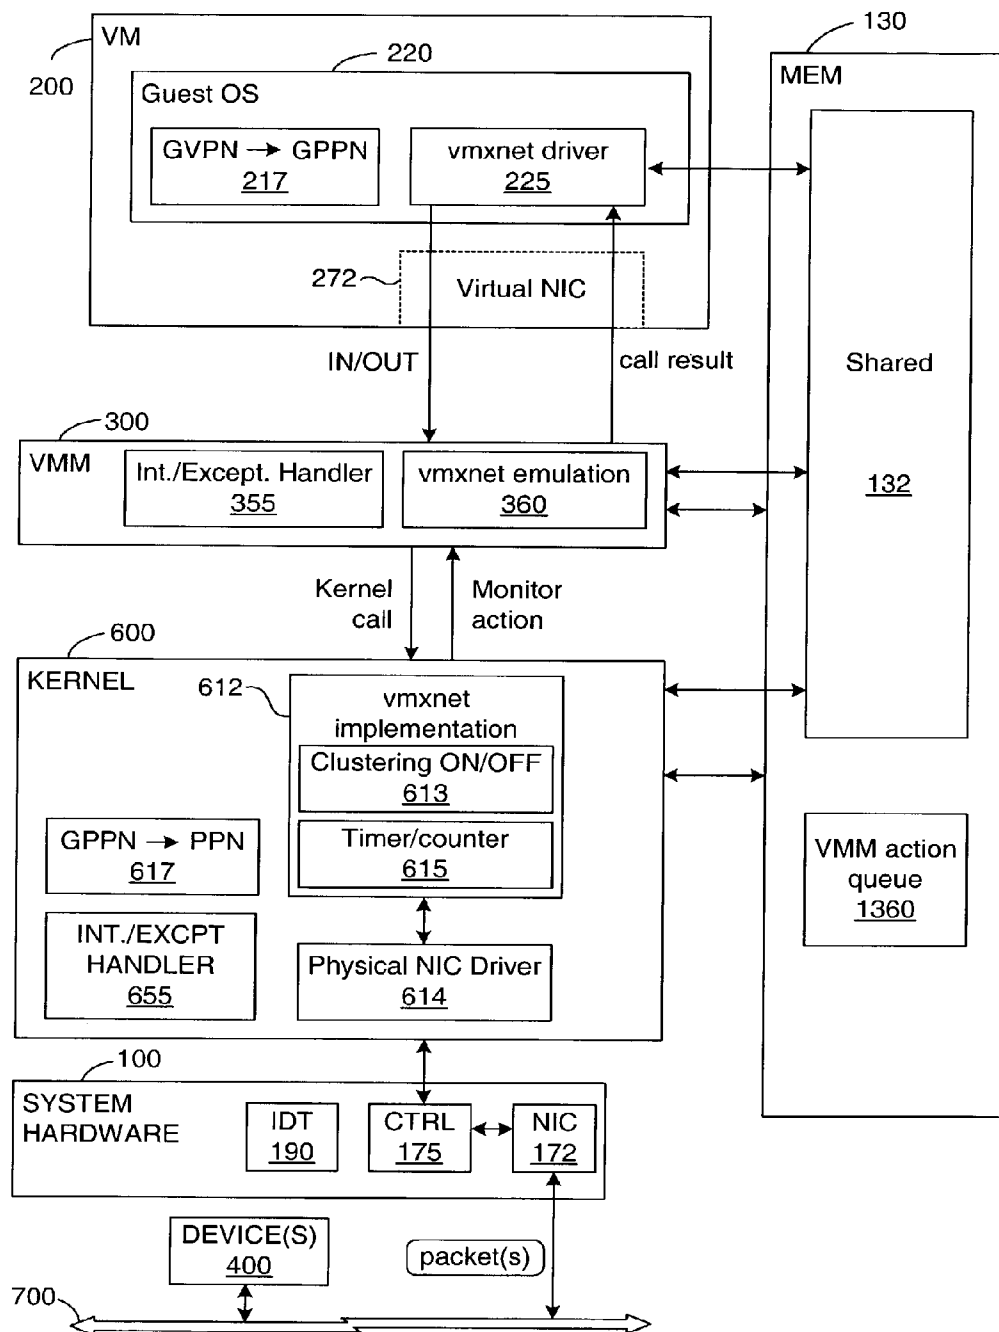 130
VM
200
220
MEM
Guest OS
GVPN → GPPN
217
vmxnet driver
225
272
Virtual NIC
IN/OUT
call result
Shared
132
300
VMM
Int./Except. Handler
355
vmxnet emulation
360
Kernel
call
Monitor
action
600
KERNEL
612
vmxnet
implementation
Clustering ON/OFF
613
Timer/counter
615
GPPN → PPN
617
VMM action
queue
1360
INT./EXCPT
HANDLER
655
Physical NIC Driver
614
100
SYSTEM
HARDWARE
IDT
190
CTRL
175
NIC
172
DEVICE(S)
400
packet(s)
700